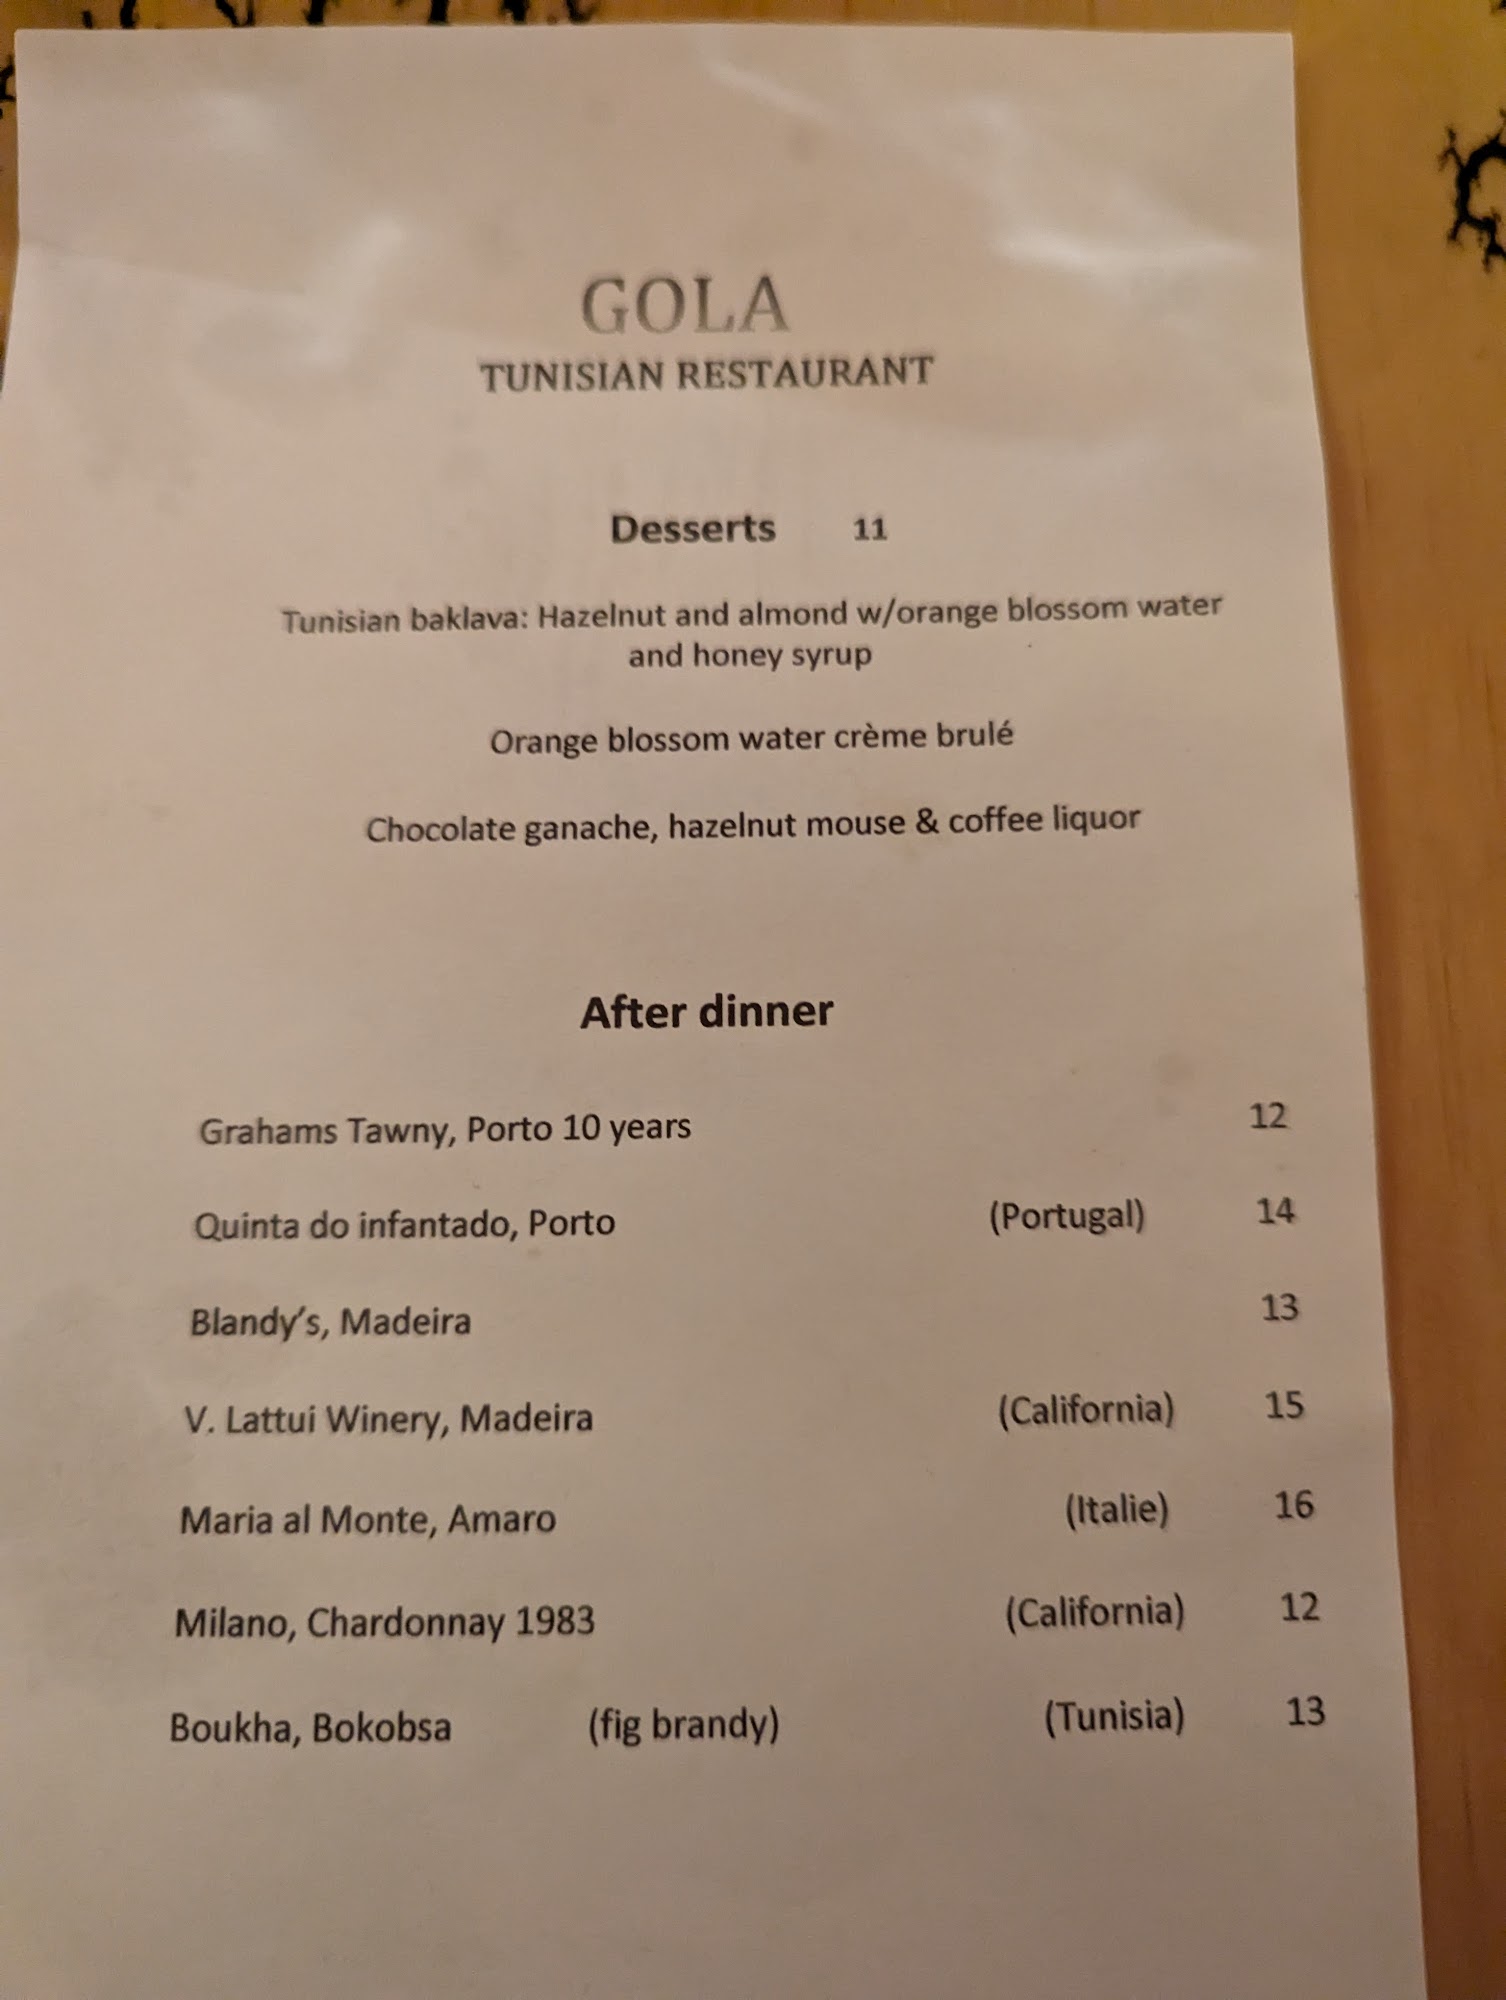 GOLA
TUNISIAN RESTAURANT
Desserts 11
Tunisian baklava: Hazelnut and almond w/orange blossom water
and honey syrup
Orange blossom water crème brulé
Chocolate ganache, hazelnut mouse & coffee liquor
After dinner
Grahams Tawny, Porto 10 years 12
Quinta do infantado, Porto (Portugal) 14
Blandy's, Madeira 13
V. Lattui Winery, Madeira (California) 15
Maria al Monte, Amaro (Italie) 16
Milano, Chardonnay 1983 (California) 12
Boukha, Bokobsa (fig brandy) (Tunisia) 13